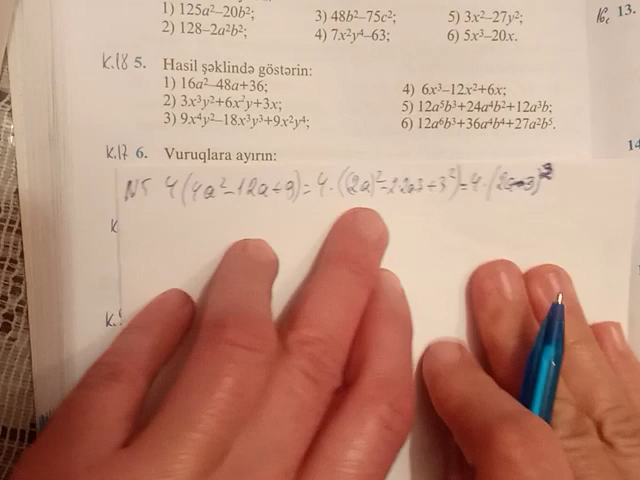 1) 125a²–20b²;
3) 48b²–75c²;
5) 3x²–27y²;
2) 128–2a²b²;
4) 7x²y⁴–63;
6) 5x³–20x.
13.
К.18 5. Hasil şəklində göstərin:
1) 16a²–48a+36;
4) 6x³–12x²+6x;
2) 3x³y²+6x²y+3x;
5) 12a⁵b³+24a⁴b²+12a³b;
3) 9x⁴y²–18x³y³+9x²y⁴;
6) 12a⁶b³+36a⁴b⁴+27a²b⁵.
К.17 6. Vuruqlara ayırın:
14
N5 4(4a²–12a+9)=4·((2a)²–2·2a·3+3²)=4·(2a–3)²